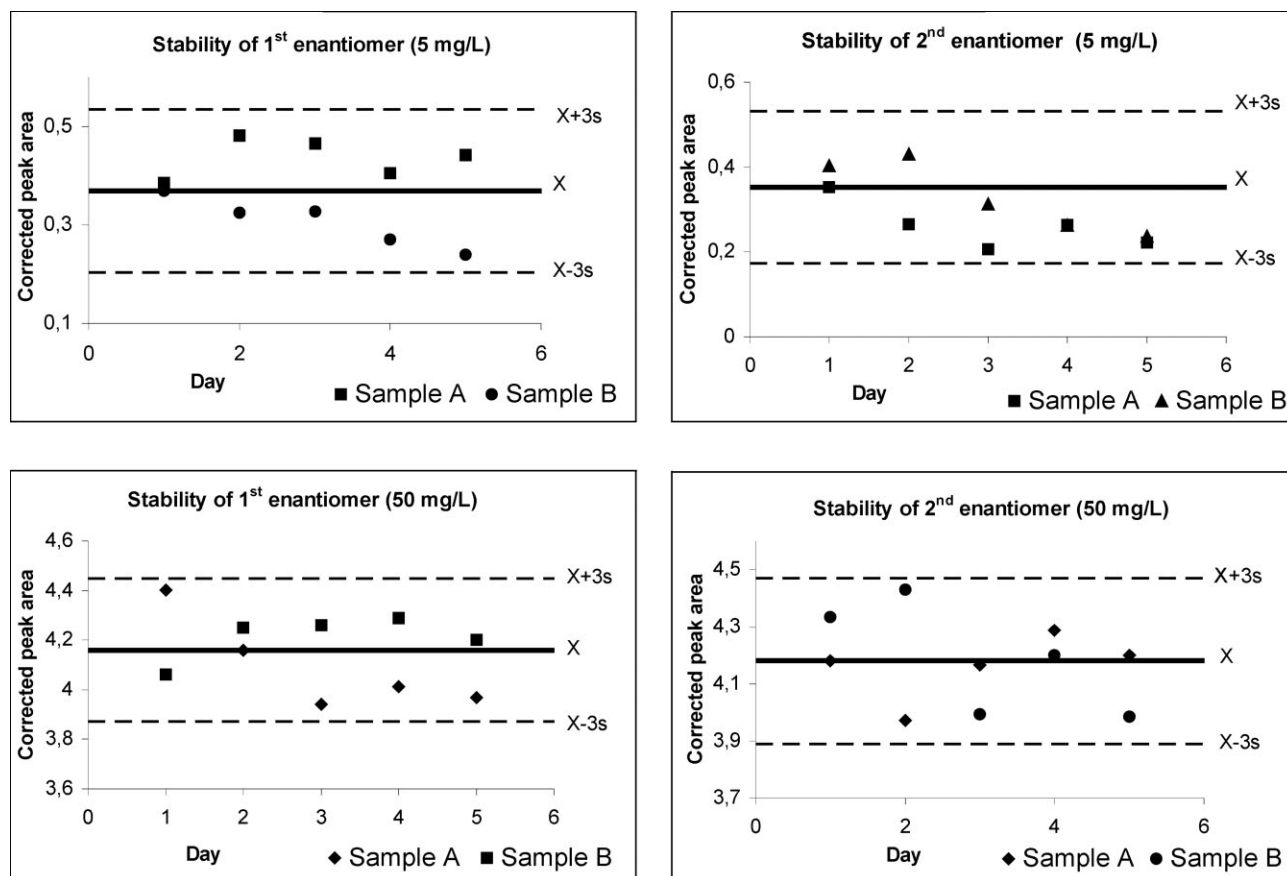 Stability of 1st enantiomer (5 mg/L)
Corrected peak area
0,5
0,3
0,1
X+3s
X
X-3s
0 2 4 6
Day
Sample A Sample B
Stability of 2nd enantiomer (5 mg/L)
Corrected peak area
0,6
0,4
0,2
0
X+3s
X
X-3s
0 1 2 3 4 5 6
Day
Sample A Sample B
Stability of 1st enantiomer (50 mg/L)
Corrected peak area
4,6
4,4
4,2
4
3,8
3,6
X+3s
X
X-3s
0 1 2 3 4 5 6
Day
Sample A Sample B
Stability of 2nd enantiomer (50 mg/L)
Corrected peak area
4,5
4,3
4,1
3,9
3,7
X+3s
X
X-3s
0 2 4 6
Day
Sample A Sample B